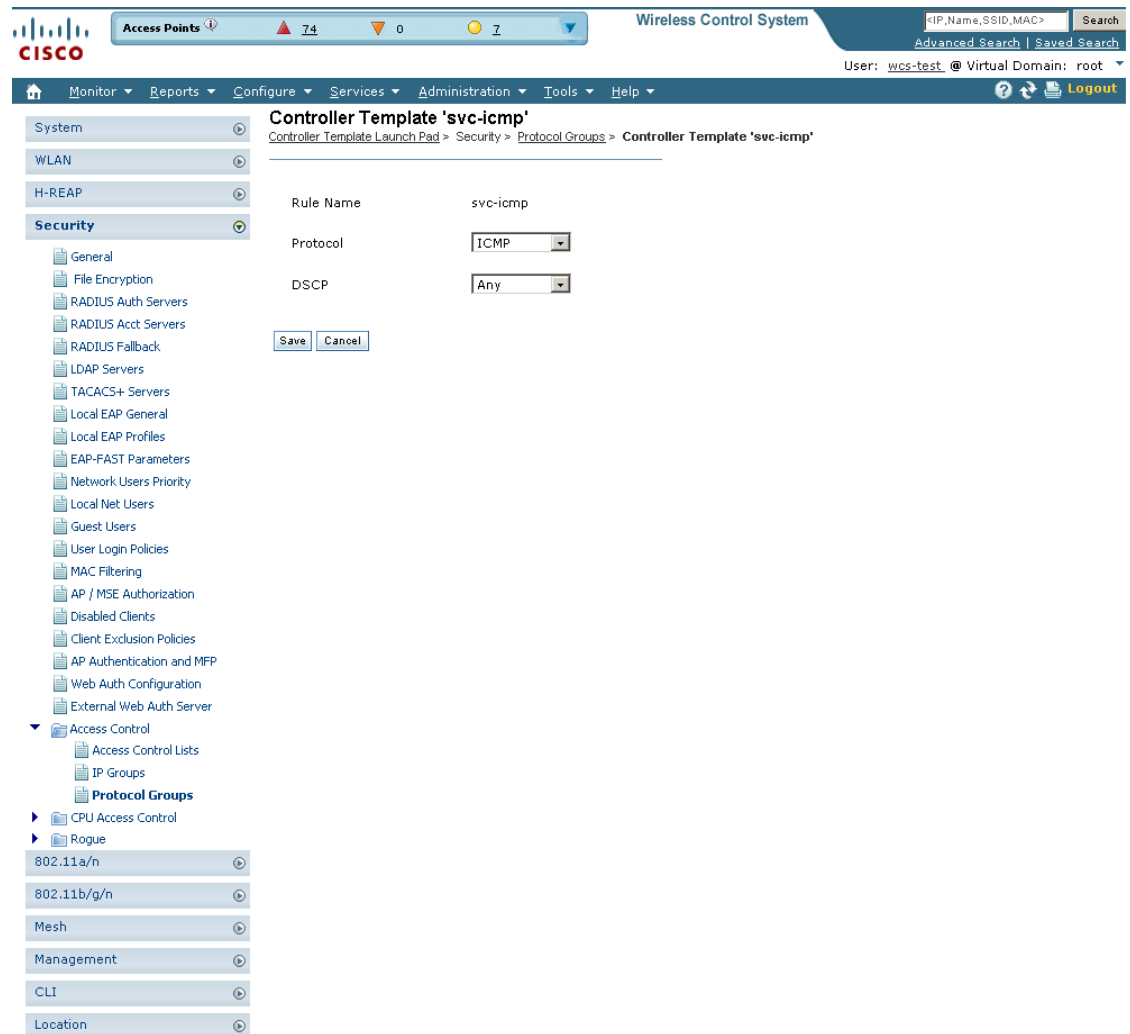 CISCO
Access Points 74 0 7
Wireless Control System
<IP,Name,SSID,MAC> Search
Advanced Search | Saved Search
User: wcs-test @ Virtual Domain: root
Monitor Reports Configure Services Administration Tools Help Logout
System
WLAN
H-REAP
Security
General
File Encryption
RADIUS Auth Servers
RADIUS Acct Servers
RADIUS Fallback
LDAP Servers
TACACS+ Servers
Local EAP General
Local EAP Profiles
EAP-FAST Parameters
Network Users Priority
Local Net Users
Guest Users
User Login Policies
MAC Filtering
AP / MSE Authorization
Disabled Clients
Client Exclusion Policies
AP Authentication and MFP
Web Auth Configuration
External Web Auth Server
Access Control
Access Control Lists
IP Groups
Protocol Groups
CPU Access Control
Rogue
802.11a/n
802.11b/g/n
Mesh
Management
CLI
Location
Controller Template 'svc-icmp'
Controller Template Launch Pad > Security > Protocol Groups > Controller Template 'svc-icmp'
Rule Name svc-icmp
Protocol ICMP
DSCP Any
Save Cancel